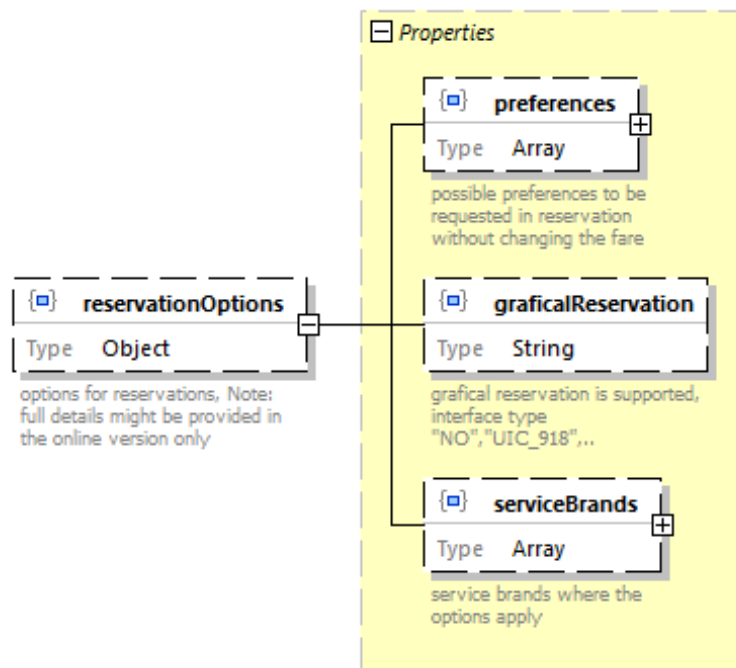 Properties
preferences
Type Array
possible preferences to be
requested in reservation
without changing the fare
reservationOptions
Type Object
options for reservations, Note:
full details might be provided in
the online version only
graficalReservation
Type String
grafical reservation is supported,
interface type
"NO","UIC_918",..
serviceBrands
Type Array
service brands where the
options apply